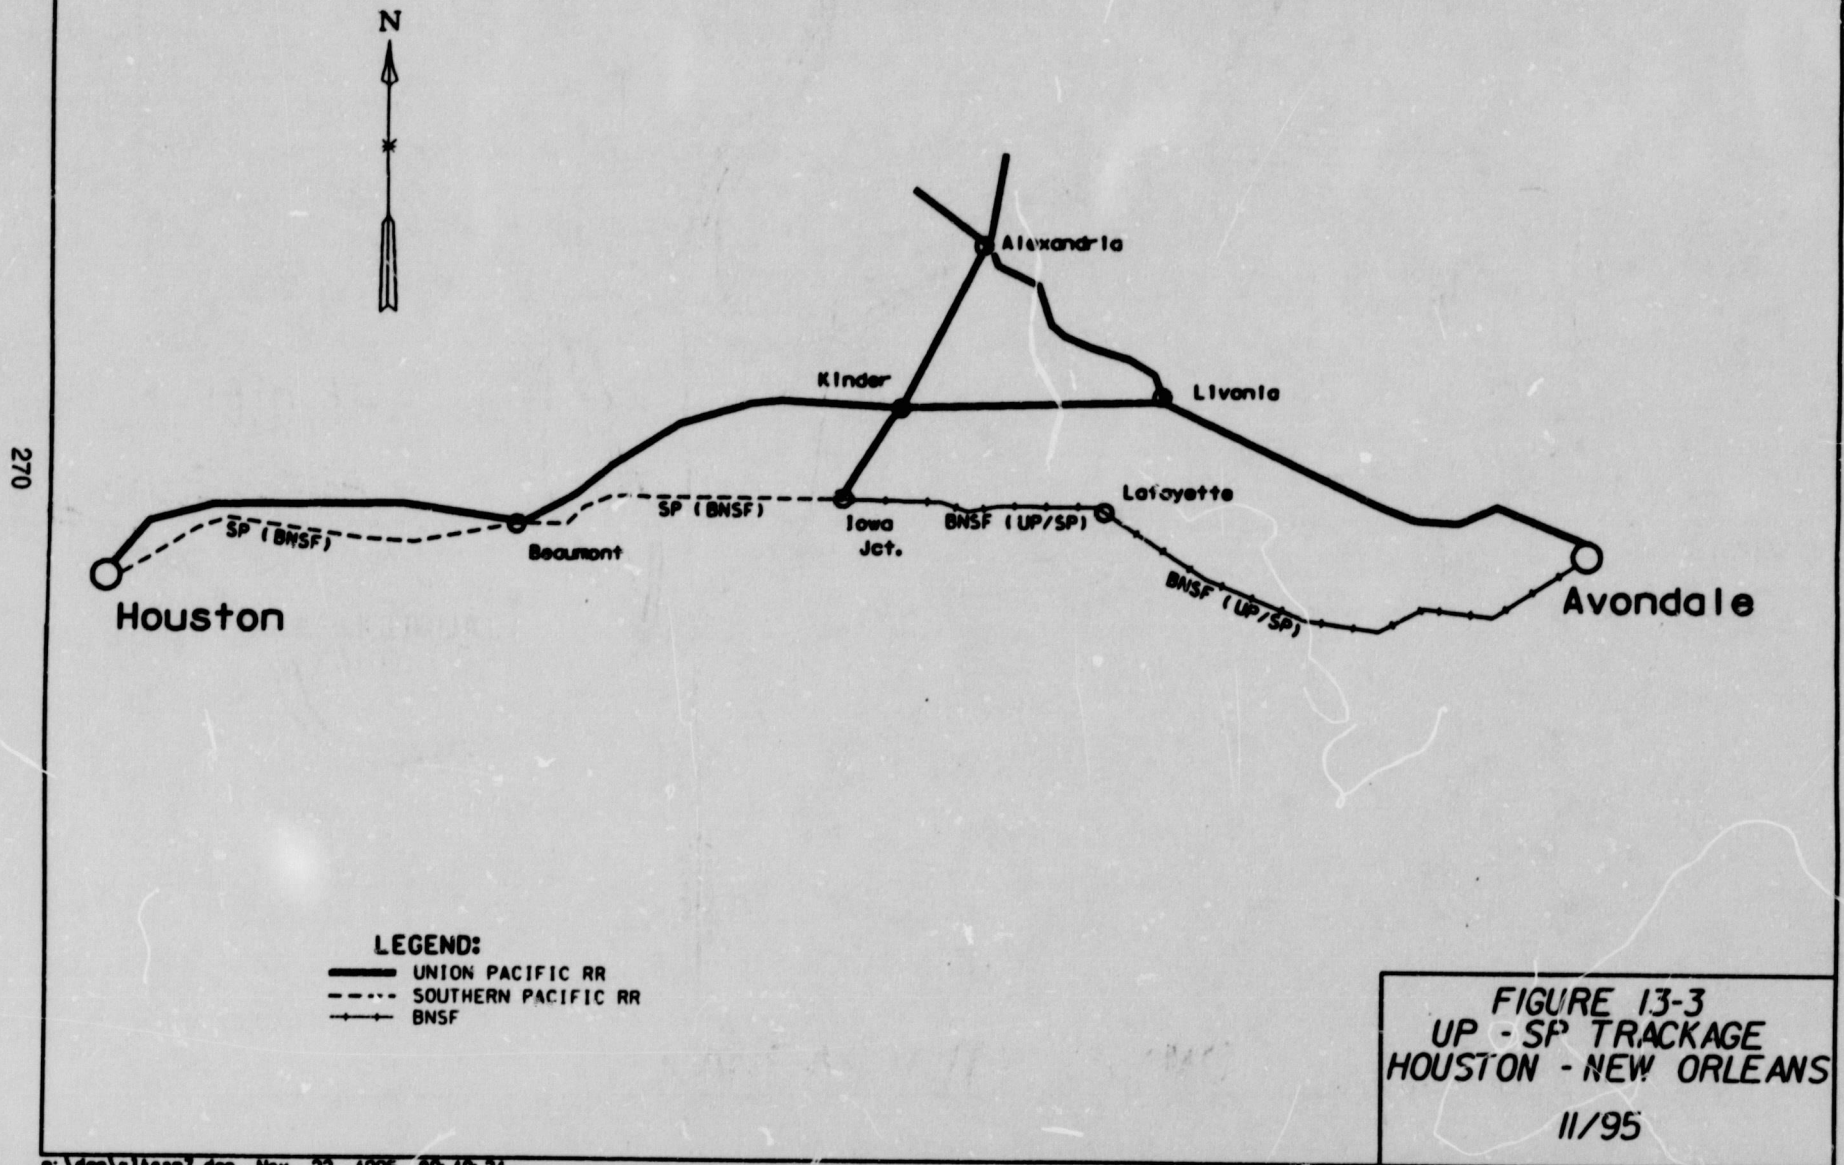 N
Alexandria
Kinder
Livonia
Lafayette
SP (BNSF)
SP (BNSF)
BNSF (UP/SP)
BNSF (UP/SP)
Iowa
Jct.
Beaumont
Houston
Avondale
270
LEGEND:
UNION PACIFIC RR
SOUTHERN PACIFIC RR
BNSF
FIGURE 13-3
UP - SP TRACKAGE
HOUSTON - NEW ORLEANS
11/95